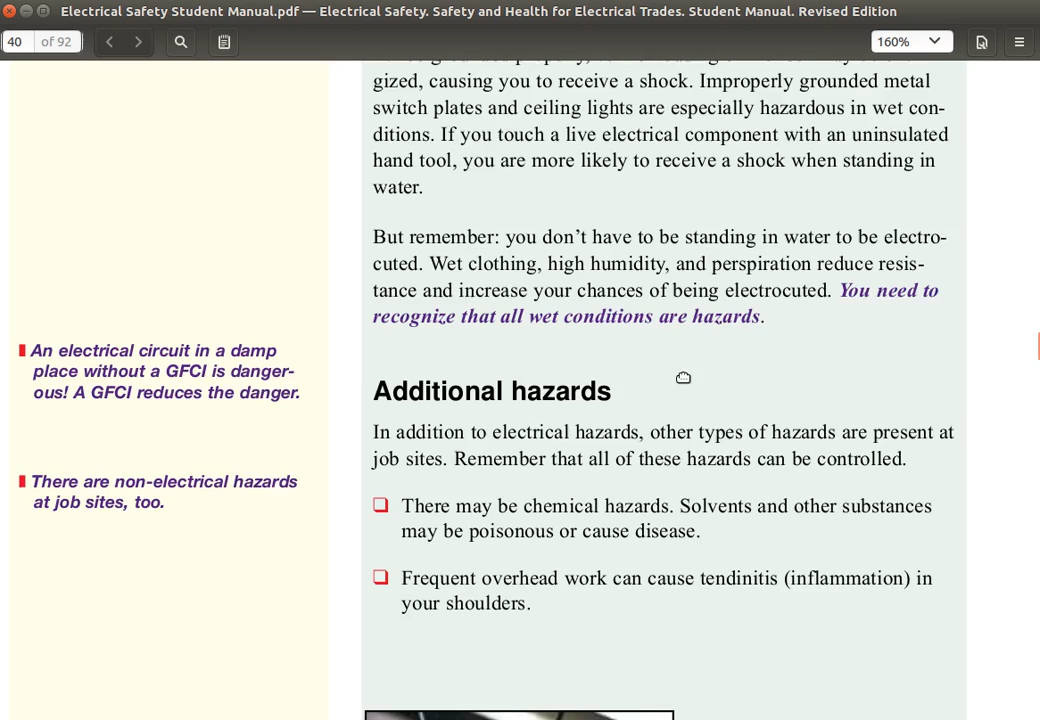 Electrical Safety Student Manual.pdf — Electrical Safety. Safety and Health for Electrical Trades. Student Manual. Revised Edition
40 of 92
160%
gized, causing you to receive a shock. Improperly grounded metal
switch plates and ceiling lights are especially hazardous in wet con-
ditions. If you touch a live electrical component with an uninsulated
hand tool, you are more likely to receive a shock when standing in
water.
But remember: you don't have to be standing in water to be electro-
cuted. Wet clothing, high humidity, and perspiration reduce resis-
tance and increase your chances of being electrocuted. You need to
recognize that all wet conditions are hazards.
An electrical circuit in a damp
place without a GFCI is danger-
ous! A GFCI reduces the danger.
Additional hazards
In addition to electrical hazards, other types of hazards are present at
job sites. Remember that all of these hazards can be controlled.
There are non-electrical hazards
at job sites, too.
There may be chemical hazards. Solvents and other substances
may be poisonous or cause disease.
Frequent overhead work can cause tendinitis (inflammation) in
your shoulders.